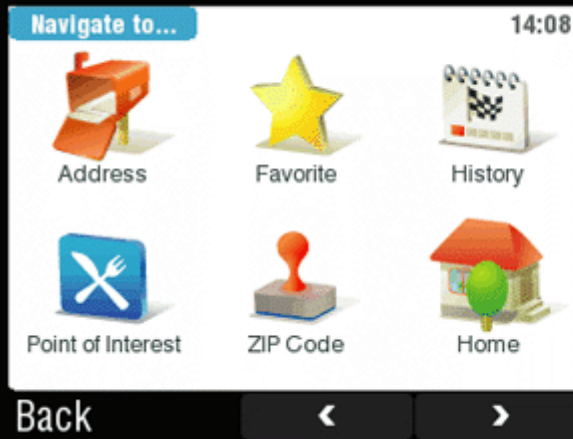 Navigate to...
14:08
Address
Favorite
History
Point of Interest
ZIP Code
Home
Back